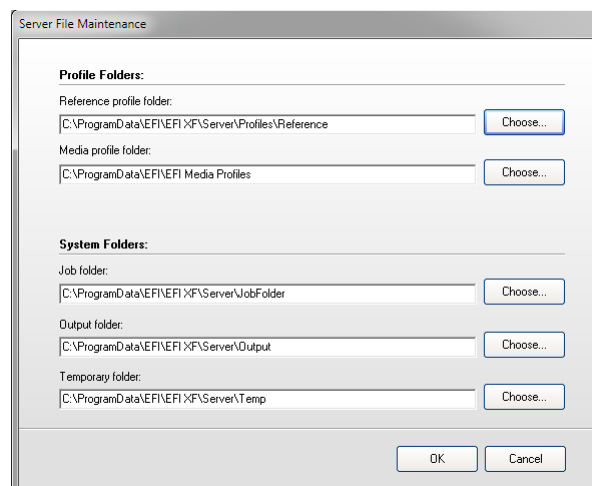 Server File Maintenance
Profile Folders:
Reference profile folder:
C:\ProgramData\EFI\EFI XF\Server\Profiles\Reference
Choose...
Media profile folder:
C:\ProgramData\EFI\EFI Media Profiles
Choose...
System Folders:
Job folder:
C:\ProgramData\EFI\EFI XF\Server\JobFolder
Choose...
Output folder:
C:\ProgramData\EFI\EFI XF\Server\Output
Choose...
Temporary folder:
C:\ProgramData\EFI\EFI XF\Server\Temp
Choose...
OK Cancel